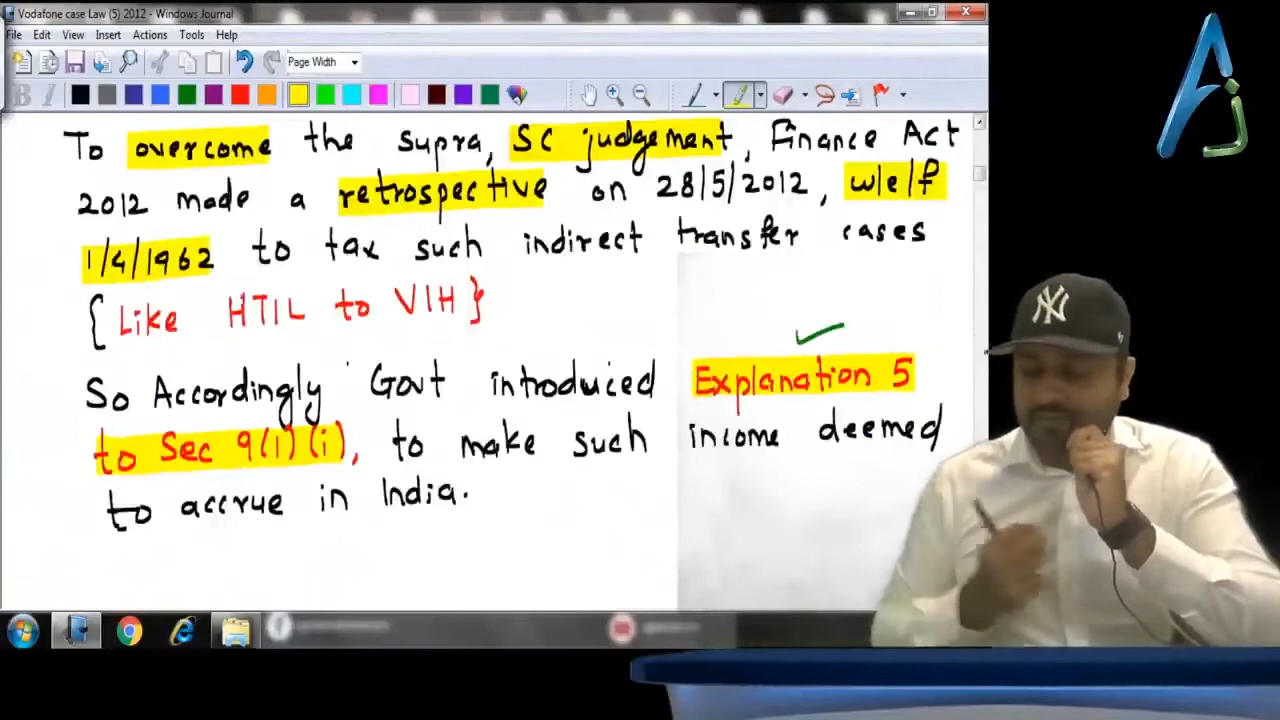 Vodafone case Law (5) 2012 - Windows Journal
File Edit View Insert Actions Tools Help
Page Width
B I
To overcome the supra, SC judgement, Finance Act
2012 made a retrospective on 28/5/2012, w/e/f
1/4/1962 to tax such indirect transfer cases
{Like HTIL to VIH}
So Accordingly Govt introduced Explanation 5
to Sec 9(1)(i), to make such income deemed
to accrue in India.
NY
AJ